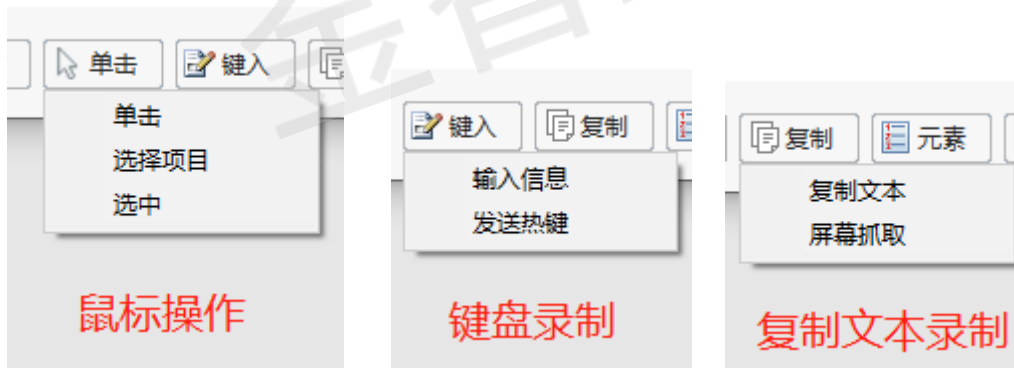 单击 键入
单击
选择项目
选中
鼠标操作
键入 复制
输入信息
发送热键
键盘录制
复制 元素
复制文本
屏幕抓取
复制文本录制